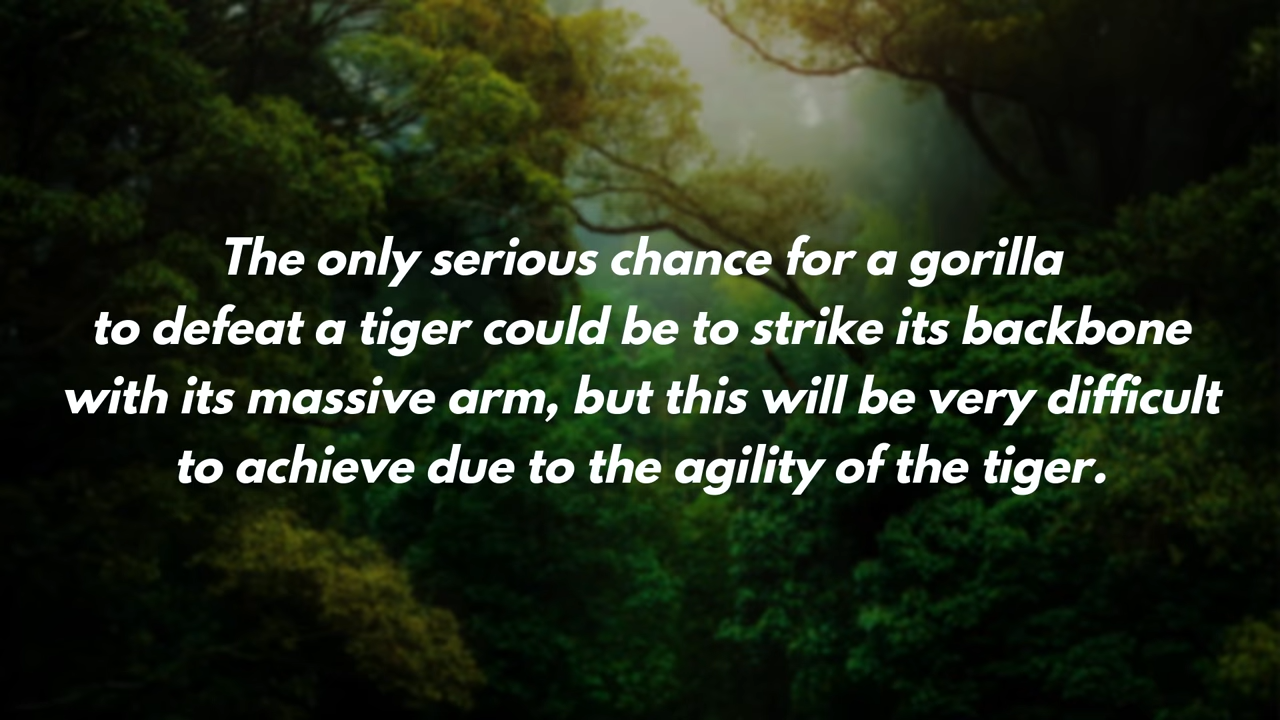 The only serious chance for a gorilla
to defeat a tiger could be to strike its backbone
with its massive arm, but this will be very difficult
to achieve due to the agility of the tiger.